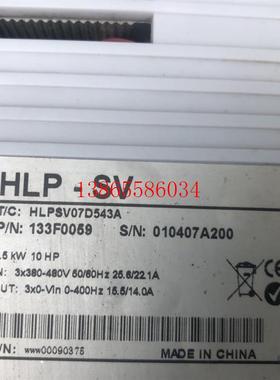 HLP - SV
13865586034
T/C: HLPSV07D543A
P/N: 133F0059 S/N: 010407A200
.5 kW 10 HP
N: 3x380-480V 50/60Hz 25.6/22.1A
UT: 3x0-Vin 0-400Hz 15.5/14.0A
/N: www00090375 MADE IN CHINA